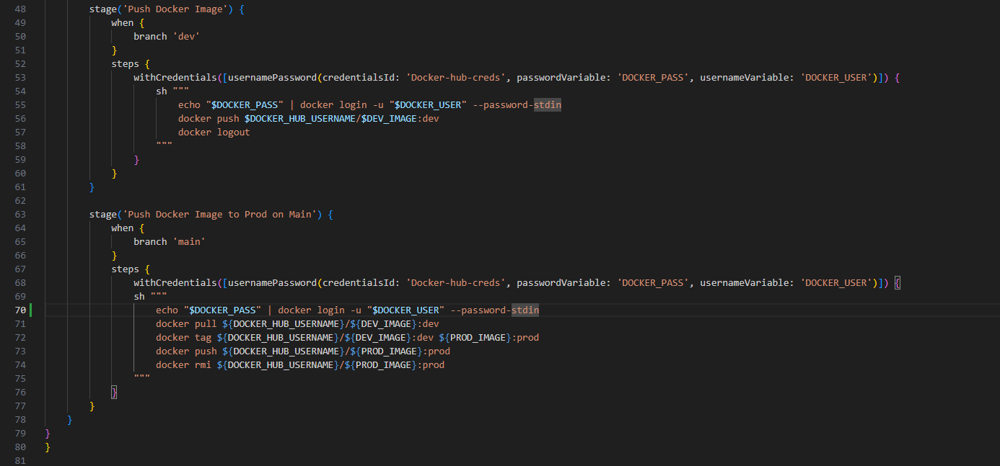 48 stage('Push Docker Image') {
49 when {
50 branch 'dev'
51 }
52 steps {
53 withCredentials([usernamePassword(credentialsId: 'Docker-hub-creds', passwordVariable: 'DOCKER_PASS', usernameVariable: 'DOCKER_USER')]) {
54 sh """
55 echo "$DOCKER_PASS" | docker login -u "$DOCKER_USER" --password-stdin
56 docker push $DOCKER_HUB_USERNAME/$DEV_IMAGE:dev
57 docker logout
58 """
59 }
60 }
61 }
62
63 stage('Push Docker Image to Prod on Main') {
64 when {
65 branch 'main'
66 }
67 steps {
68 withCredentials([usernamePassword(credentialsId: 'Docker-hub-creds', passwordVariable: 'DOCKER_PASS', usernameVariable: 'DOCKER_USER')]) {
69 sh """
70 echo "$DOCKER_PASS" | docker login -u "$DOCKER_USER" --password-stdin
71 docker pull ${DOCKER_HUB_USERNAME}/${DEV_IMAGE}:dev
72 docker tag ${DOCKER_HUB_USERNAME}/${DEV_IMAGE}:dev ${PROD_IMAGE}:prod
73 docker push ${DOCKER_HUB_USERNAME}/${PROD_IMAGE}:prod
74 docker rmi ${DOCKER_HUB_USERNAME}/${PROD_IMAGE}:prod
75 """
76 }
77 }
78 }
79 }
80 }
81